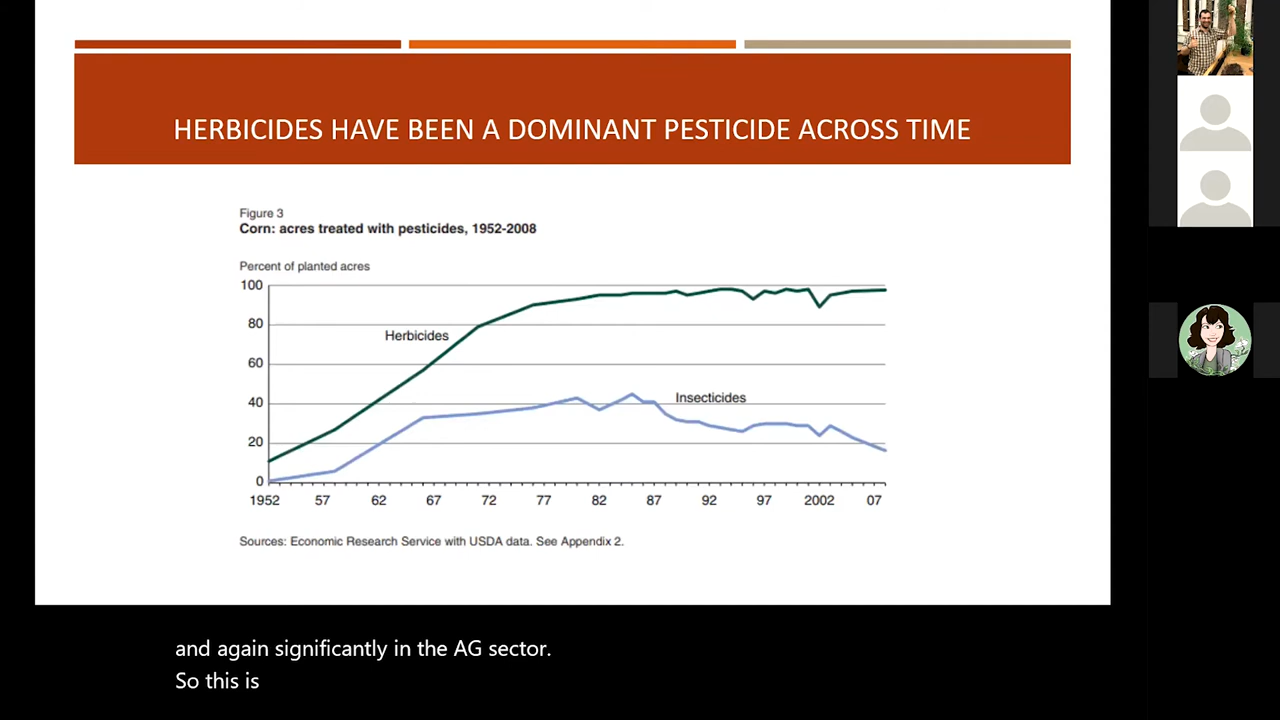 HERBICIDES HAVE BEEN A DOMINANT PESTICIDE ACROSS TIME
Figure 3
Corn: acres treated with pesticides, 1952-2008
Percent of planted acres
100
80
60
40
20
0
Herbicides
Insecticides
1952 57 62 67 72 77 82 87 92 97 2002 07
Sources: Economic Research Service with USDA data. See Appendix 2.
and again significantly in the AG sector.
So this is